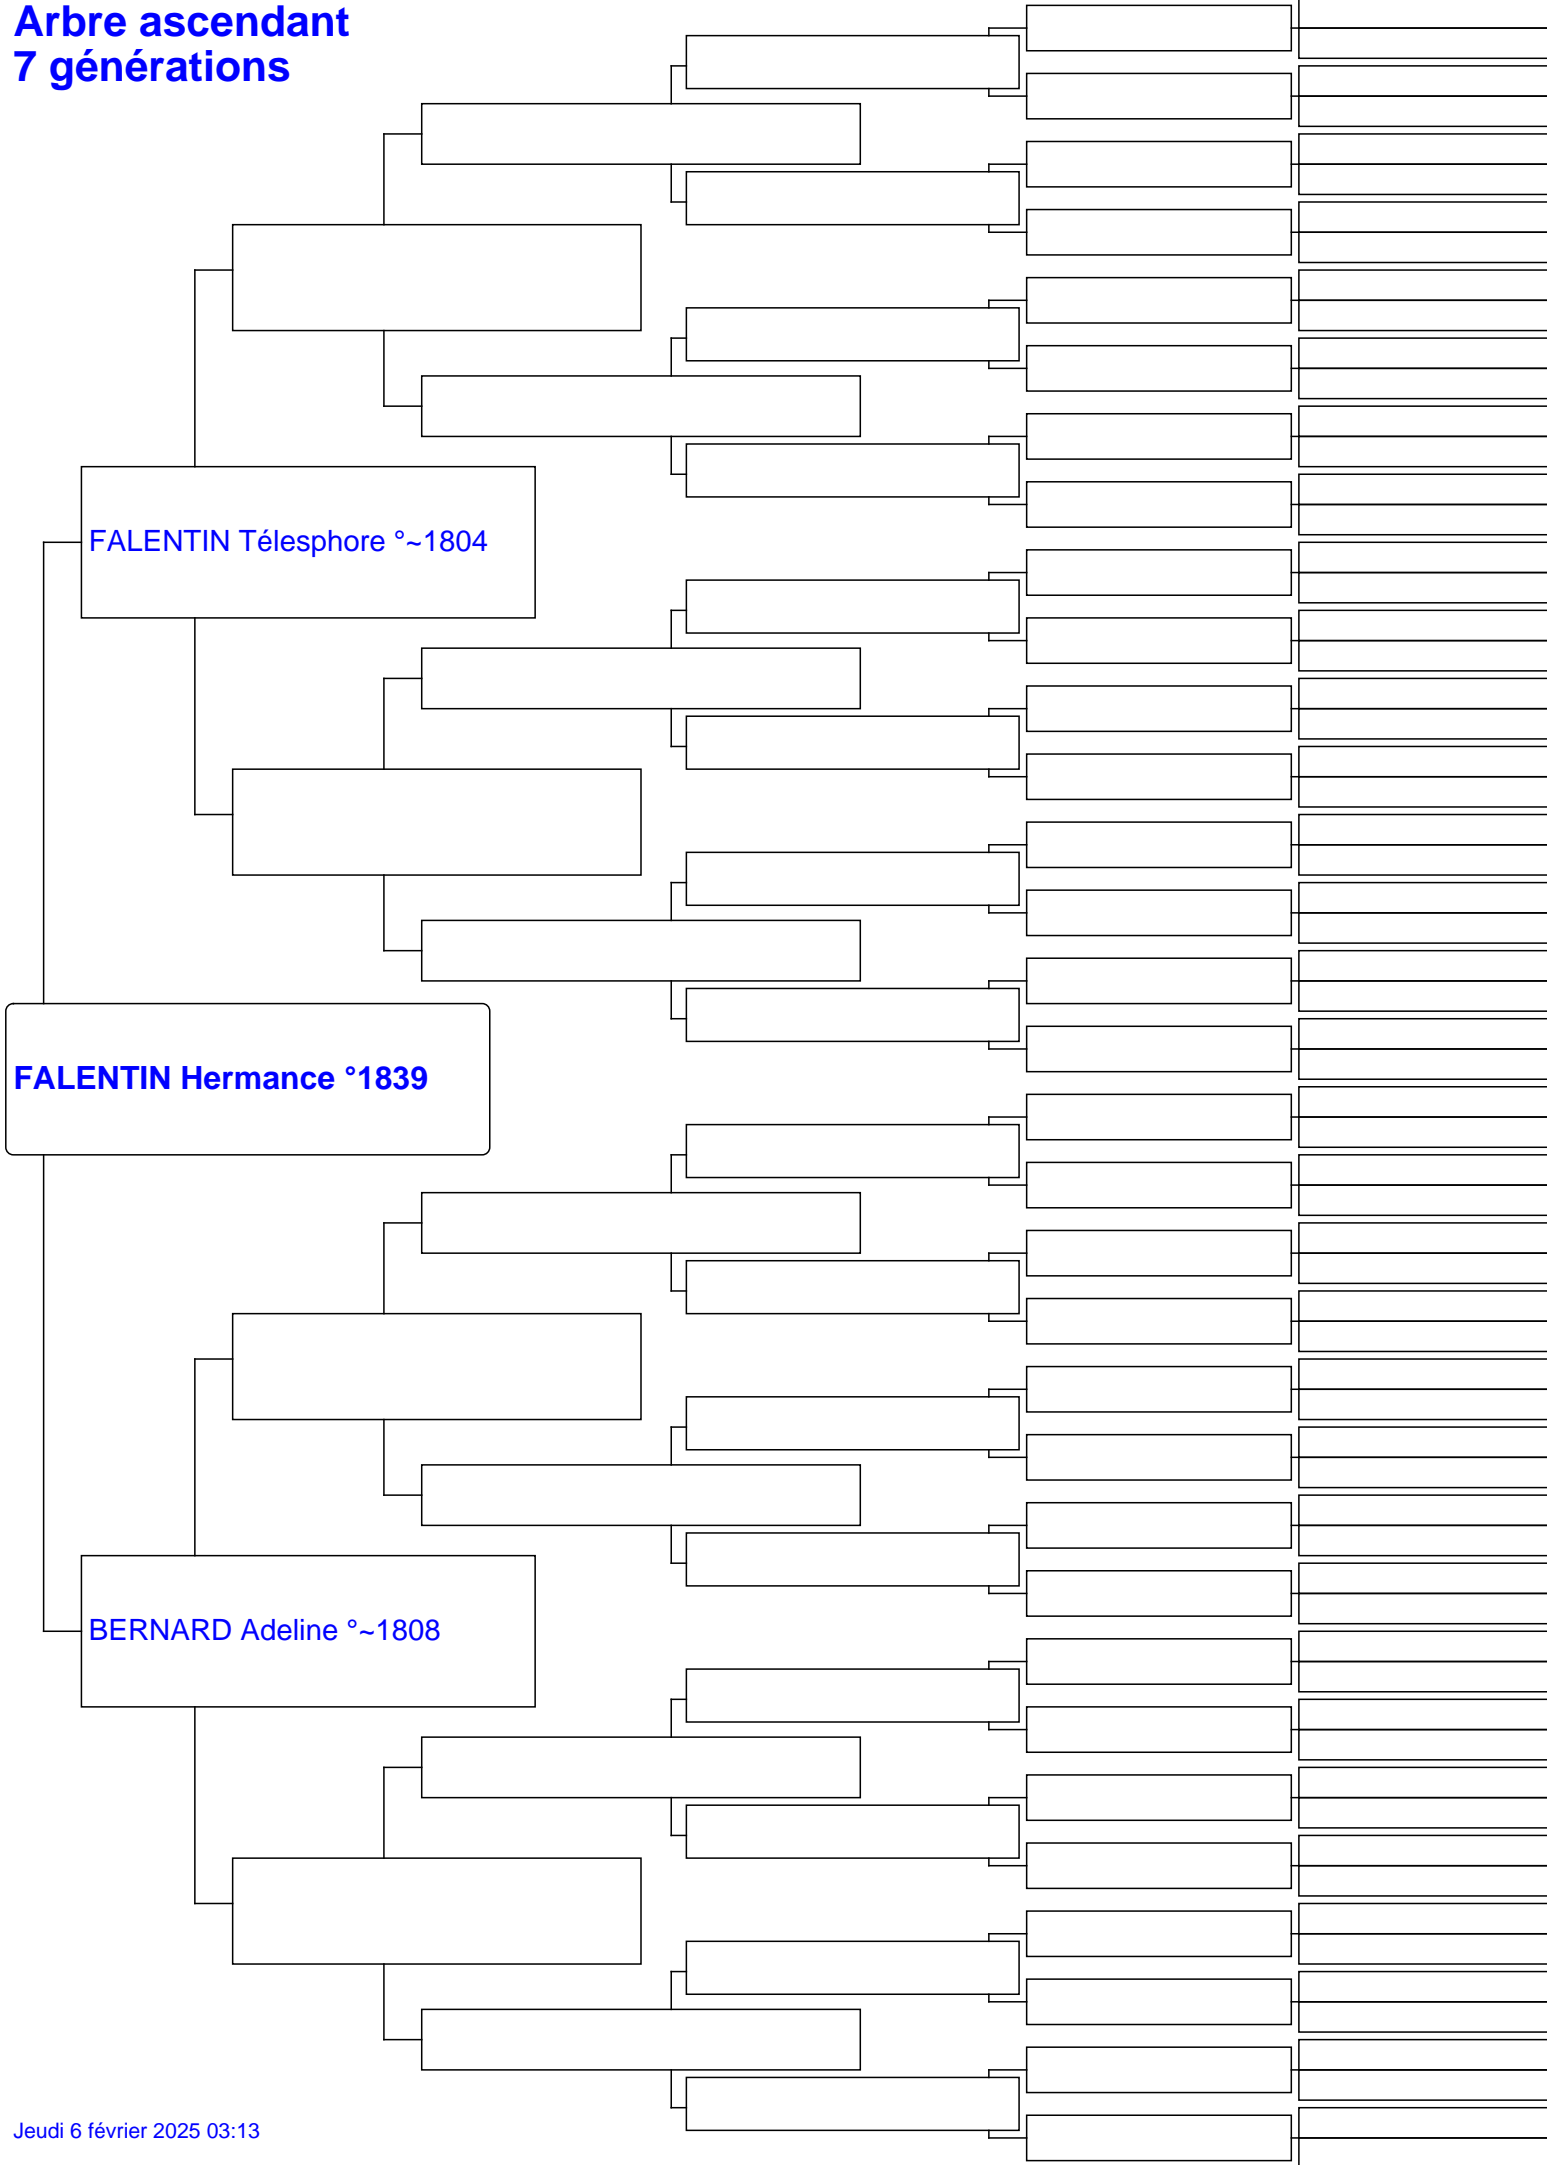 Arbre ascendant
7 générations
FALENTIN Télesphore °~1804
FALENTIN Hermance °1839
BERNARD Adeline °~1808
Jeudi 6 février 2025 03:13